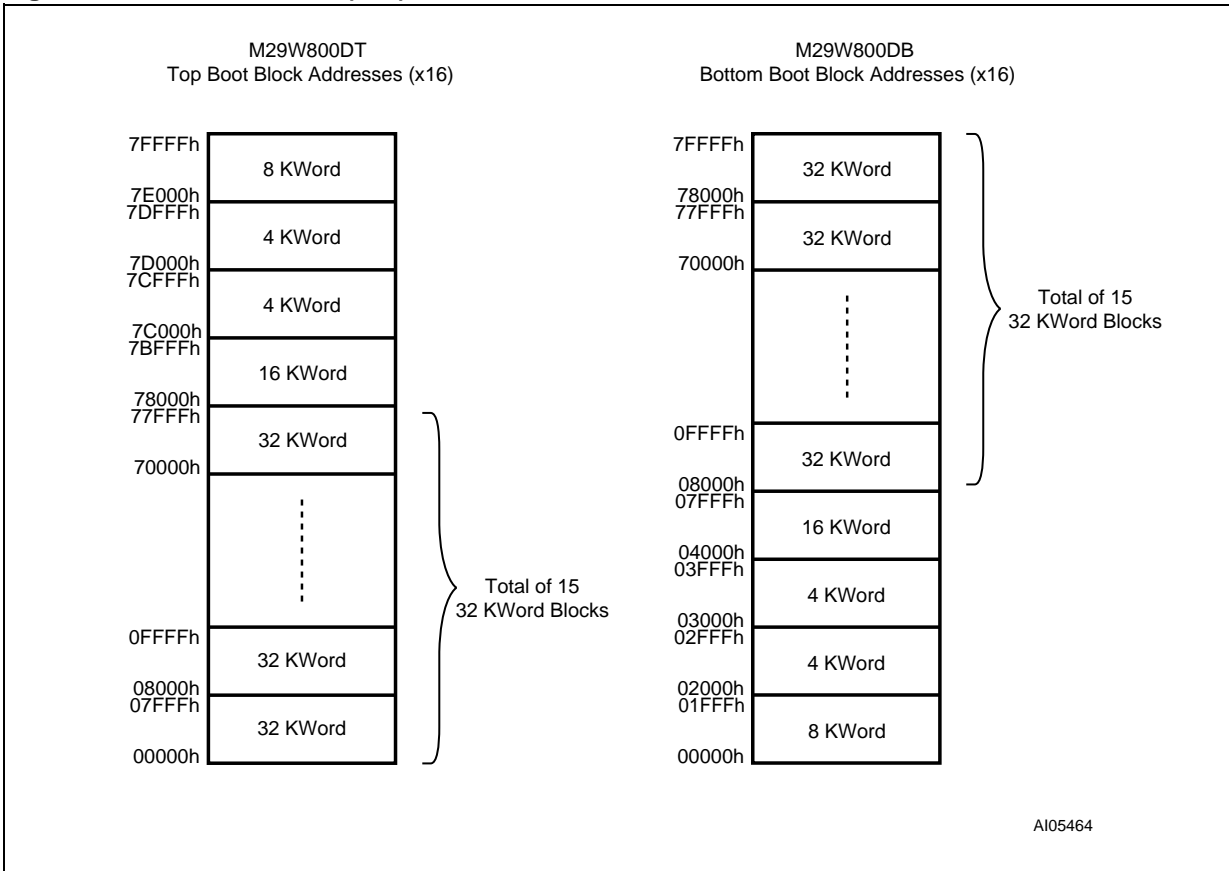 M29W800DT
Top Boot Block Addresses (x16)
7FFFFh
8 KWord
7E000h
7DFFFh
4 KWord
7D000h
7CFFFh
4 KWord
7C000h
7BFFFh
16 KWord
78000h
77FFFh
32 KWord
70000h
Total of 15
32 KWord Blocks
0FFFFh
32 KWord
08000h
07FFFh
32 KWord
00000h
M29W800DB
Bottom Boot Block Addresses (x16)
7FFFFh
32 KWord
78000h
77FFFh
32 KWord
70000h
Total of 15
32 KWord Blocks
0FFFFh
32 KWord
08000h
07FFFh
16 KWord
04000h
03FFFh
4 KWord
03000h
02FFFh
4 KWord
02000h
01FFFh
8 KWord
00000h
AI05464